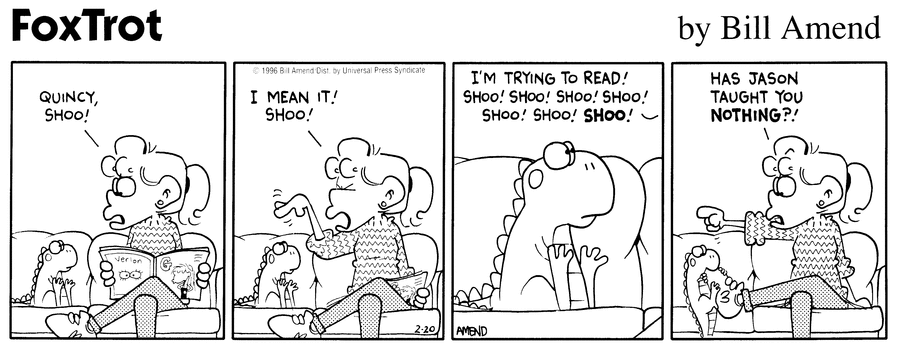 FoxTrot
by Bill Amend
QUINCY,
SHOO!
© 1996 Bill Amend/Dist. by Universal Press Syndicate
I MEAN IT!
SHOO!
2-20
I'M TRYING TO READ!
SHOO! SHOO! SHOO! SHOO!
SHOO! SHOO! SHOO!
AMEND
HAS JASON
TAUGHT YOU
NOTHING?!